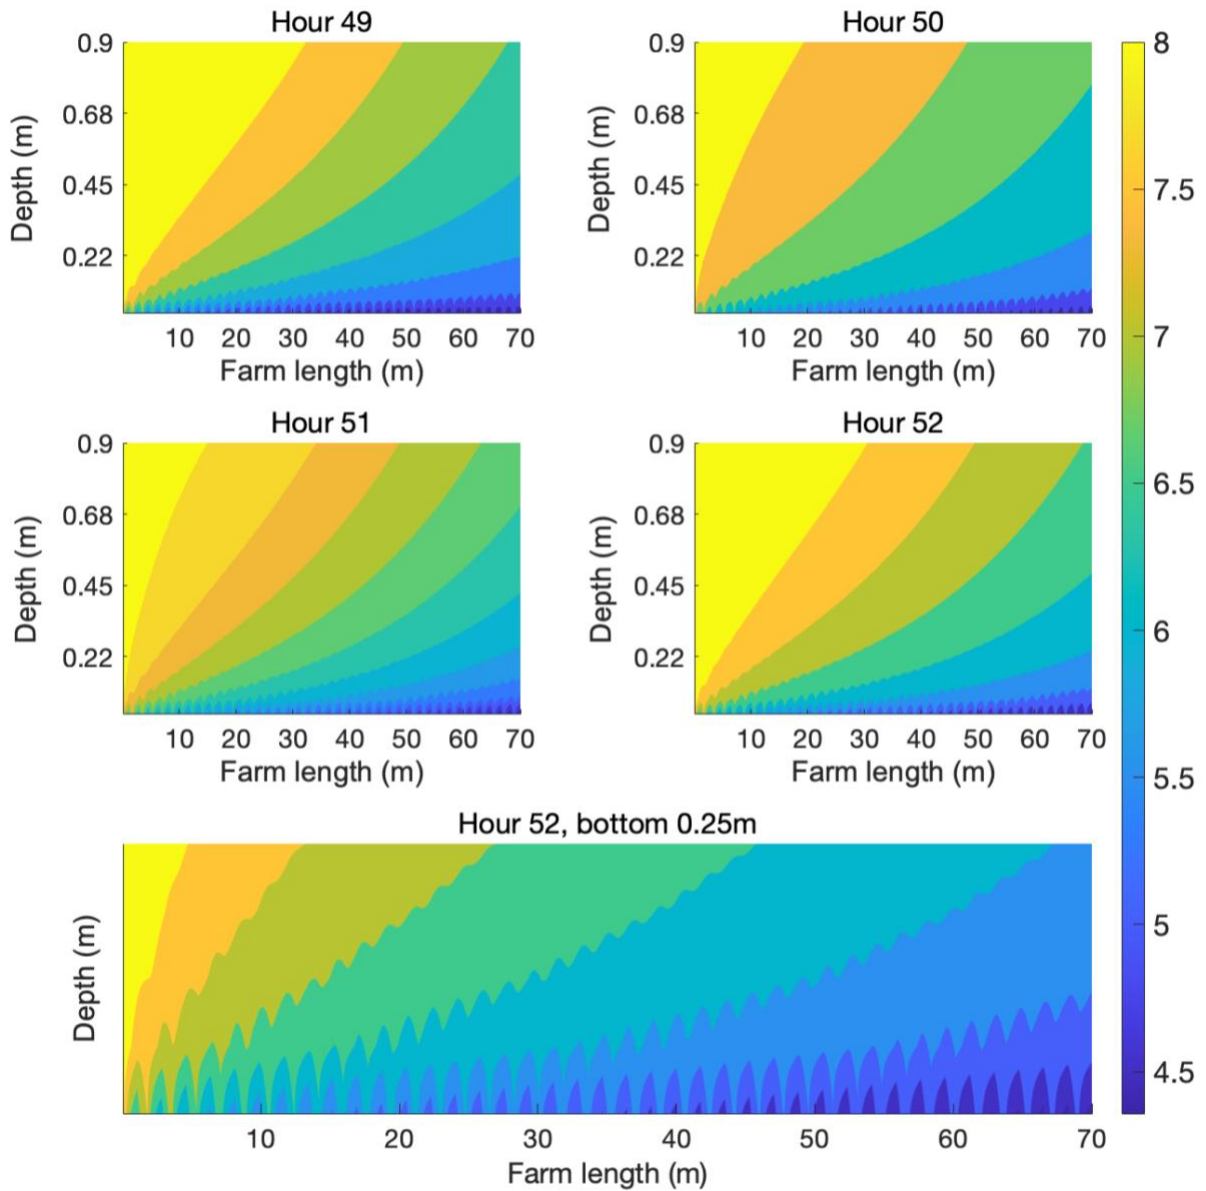 Hour 49
Hour 50
0.9
0.68
0.45
0.22
Depth (m)
10 20 30 40 50 60 70
Farm length (m)
0.9
0.68
0.45
0.22
Depth (m)
10 20 30 40 50 60 70
Farm length (m)
Hour 51
Hour 52
0.9
0.68
0.45
0.22
Depth (m)
10 20 30 40 50 60 70
Farm length (m)
0.9
0.68
0.45
0.22
Depth (m)
10 20 30 40 50 60 70
Farm length (m)
Hour 52, bottom 0.25m
Depth (m)
10 20 30 40 50 60 70
Farm length (m)
8
7.5
7
6.5
6
5.5
5
4.5